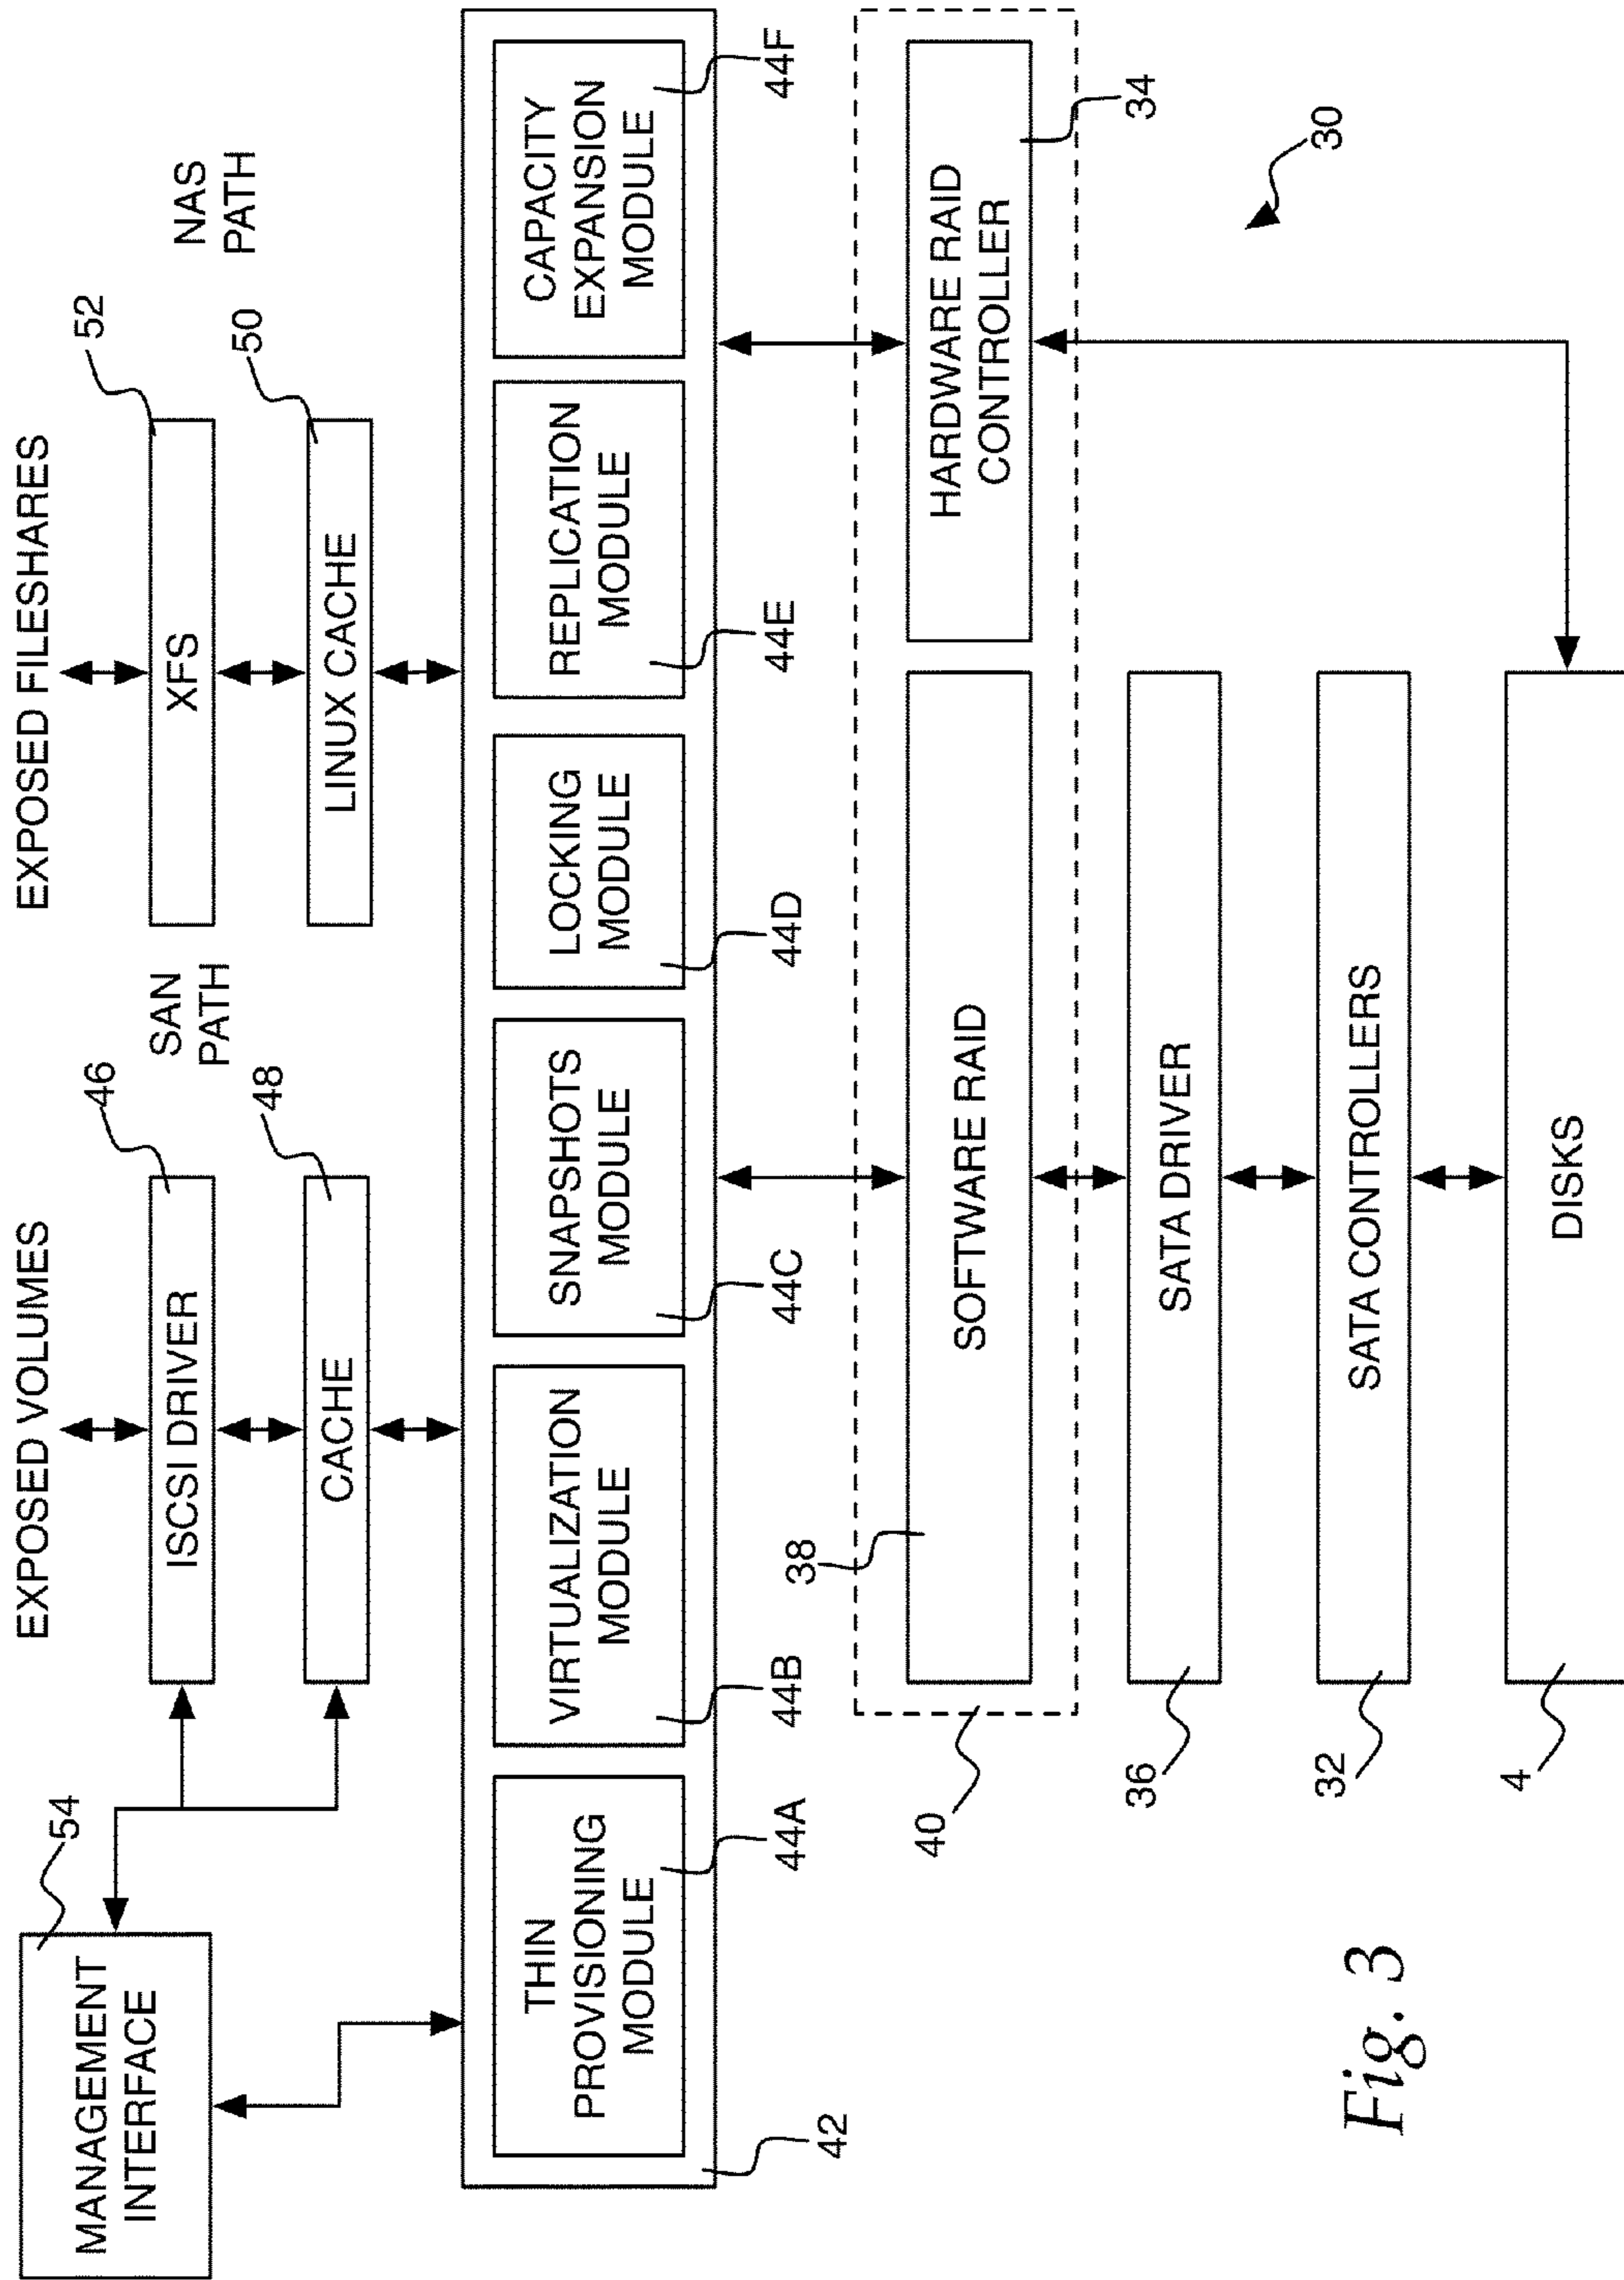 EXPOSED VOLUMES
EXPOSED FILESHARES
MANAGEMENT
INTERFACE
54
ISCSI DRIVER
46
SAN
PATH
XFS
52
NAS
PATH
CACHE
48
LINUX CACHE
50
THIN
PROVISIONING
MODULE
VIRTUALIZATION
MODULE
SNAPSHOTS
MODULE
LOCKING
MODULE
REPLICATION
MODULE
CAPACITY
EXPANSION
MODULE
42
44A
44B
44C
44D
44E
44F
38
SOFTWARE RAID
HARDWARE RAID
CONTROLLER
40
34
36
SATA DRIVER
30
32
SATA CONTROLLERS
4
DISKS
Fig. 3